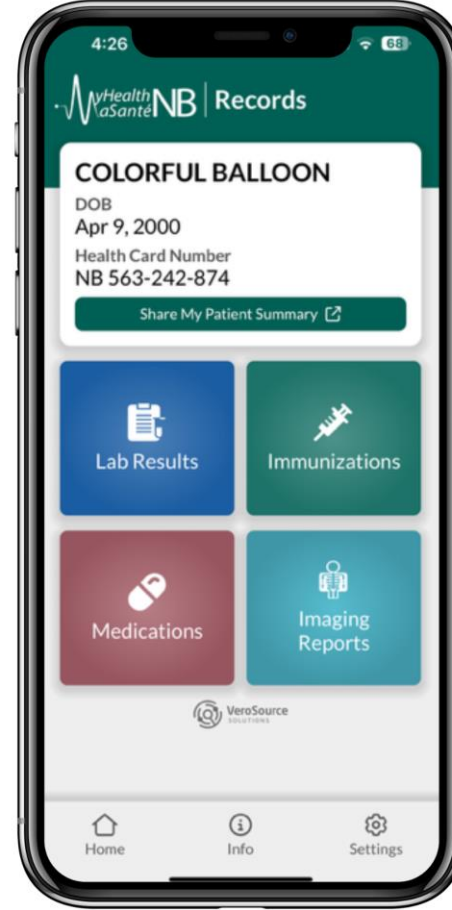 4:26
68
MyHealth
MaSanté NB | Records
COLORFUL BALLOON
DOB
Apr 9, 2000
Health Card Number
NB 563-242-874
Share My Patient Summary
Lab Results
Immunizations
Medications
Imaging
Reports
VeroSource
SOLUTIONS
Home
Info
Settings